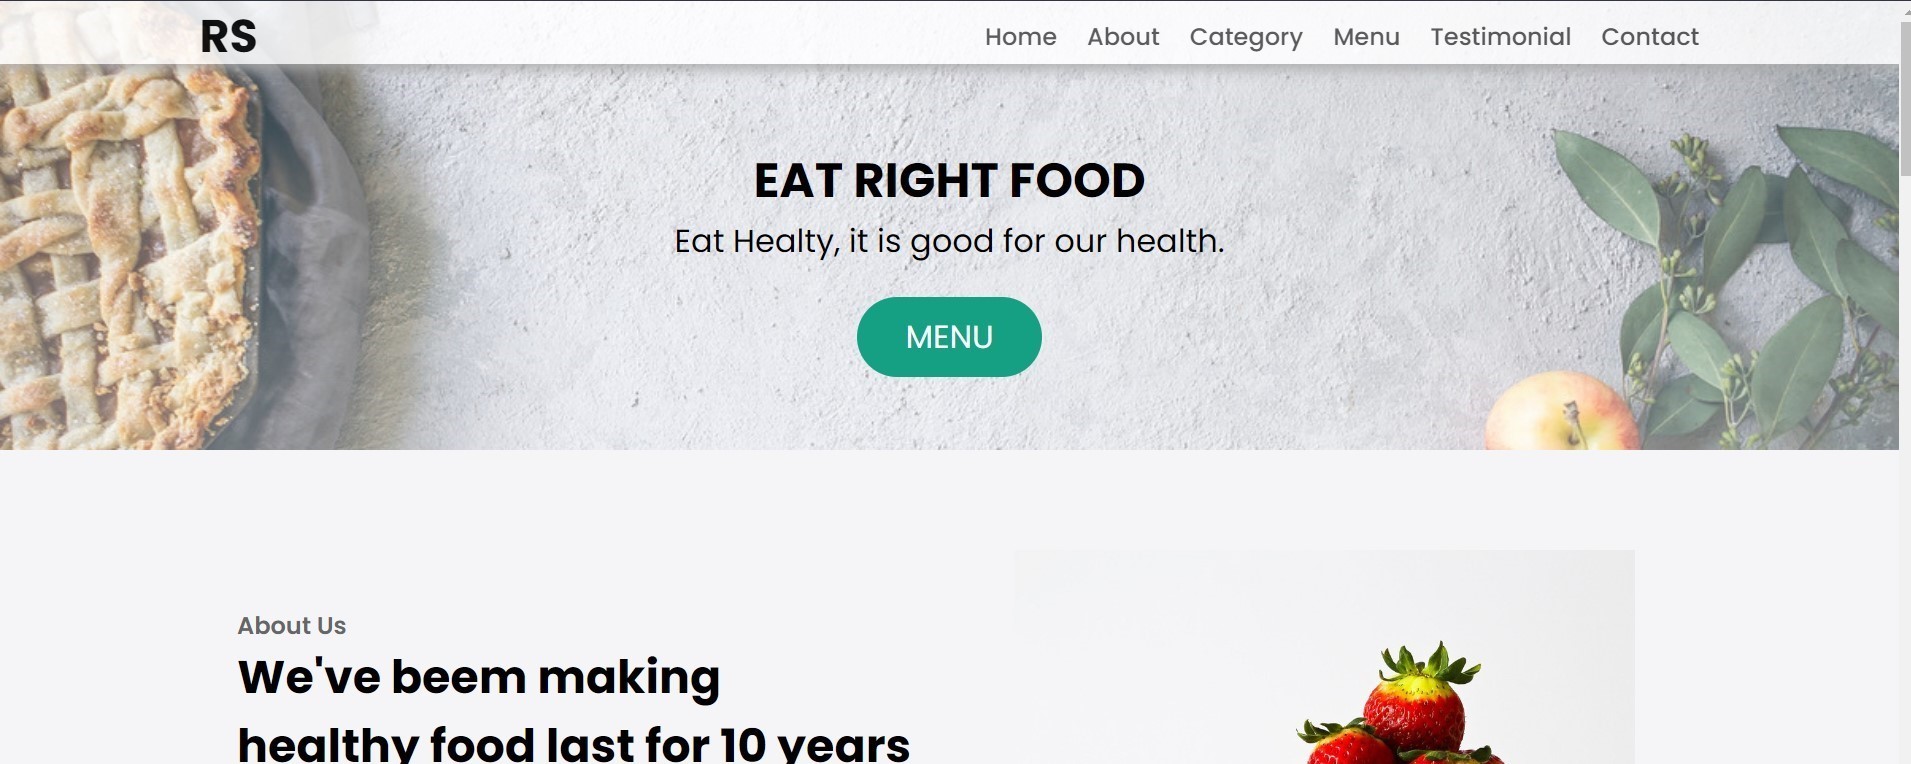 RS
Home About Category Menu Testimonial Contact
EAT RIGHT FOOD
Eat Healty, it is good for our health.
MENU
About Us
We've beem making
healthy food last for 10 years